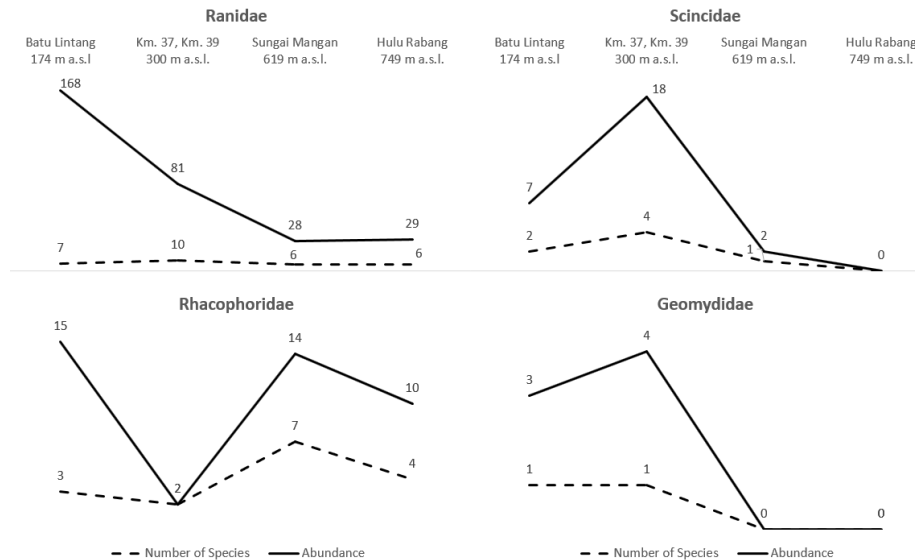 Ranidae
Batu Lintang Km. 37, Km. 39 Sungai Mangan Hulu Rabang
174 m a.s.l 300 m a.s.l. 619 m a.s.l. 749 m a.s.l.
168
81
28 29
7 10 6 6
Scincidae
Batu Lintang Km. 37, Km. 39 Sungai Mangan Hulu Rabang
174 m a.s.l 300 m a.s.l. 619 m a.s.l. 749 m a.s.l.
18
7
4
2 2
1 0
Rhacophoridae
15 14
10
7
3 2 4
Number of Species Abundance
Geomydidae
4
3
1 1
0 0
Number of Species Abundance